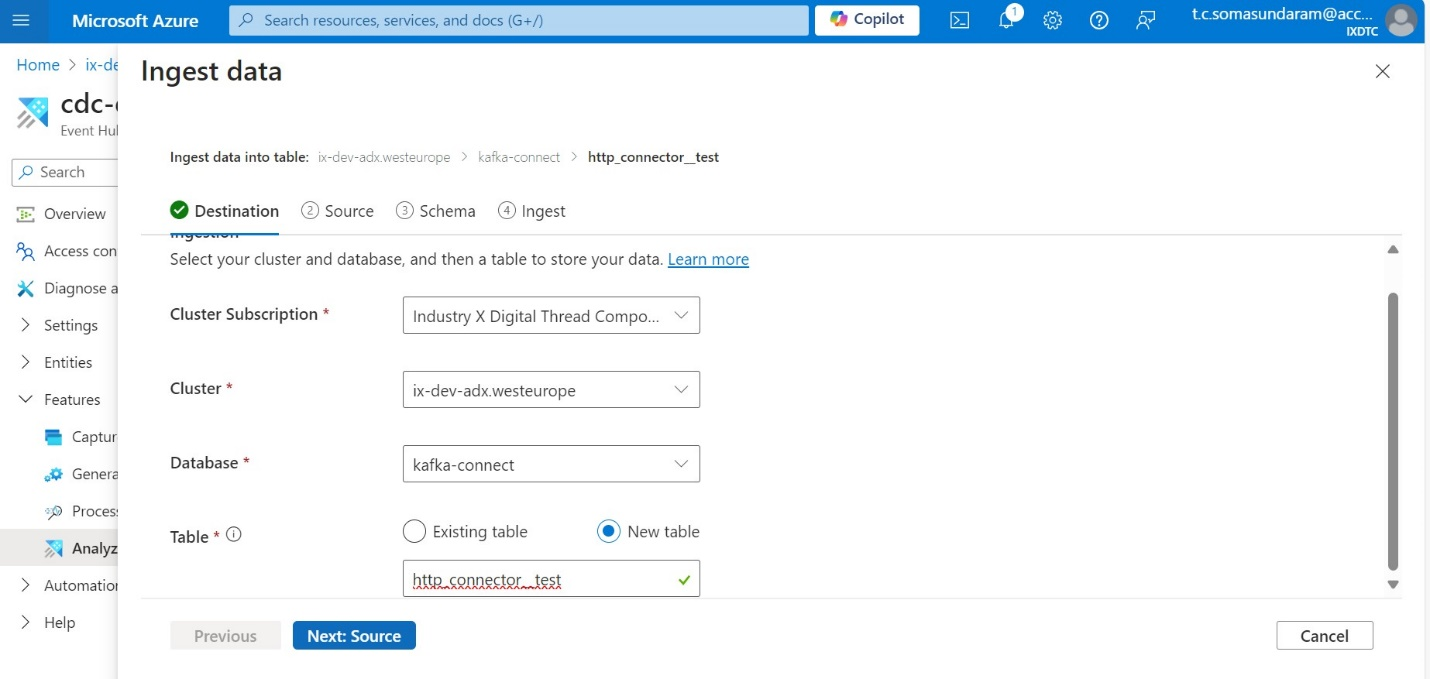 Microsoft Azure
Search resources, services, and docs (G+/)
Copilot
1
t.c.somasundaram@acc...
IXDTC
Home > ix-de
Ingest data
cdc-
Event Hu
Search
Overview
Access con
Diagnose a
Settings
Entities
Features
Captur
Genera
Process
Analyz
Automation
Help
Ingest data into table: ix-dev-adx.westeurope > kafka-connect > http_connector__test
Destination 2 Source 3 Schema 4 Ingest
Ingestion
Select your cluster and database, and then a table to store your data. Learn more
Cluster Subscription * Industry X Digital Thread Compo...
Cluster * ix-dev-adx.westeurope
Database * kafka-connect
Table * Existing table New table
http_connector__test
Previous Next: Source Cancel